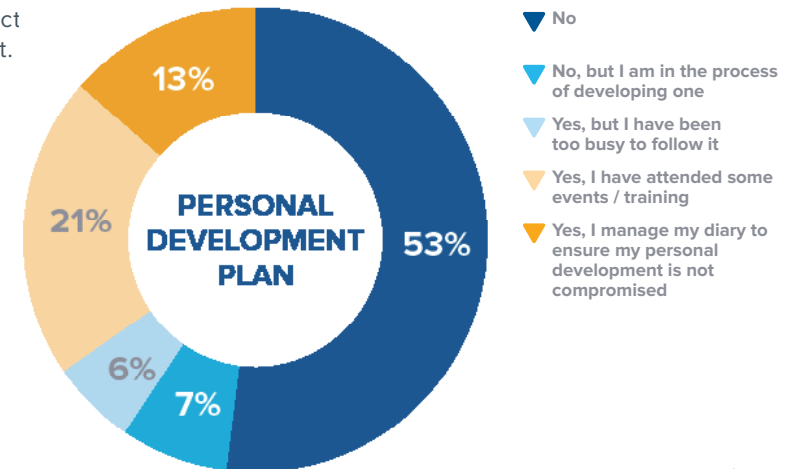 ct
t.
13%
21%
53%
6%
7%
PERSONAL
DEVELOPMENT
PLAN
No
No, but I am in the process
of developing one
Yes, but I have been
too busy to follow it
Yes, I have attended some
events / training
Yes, I manage my diary to
ensure my personal
development is not
compromised